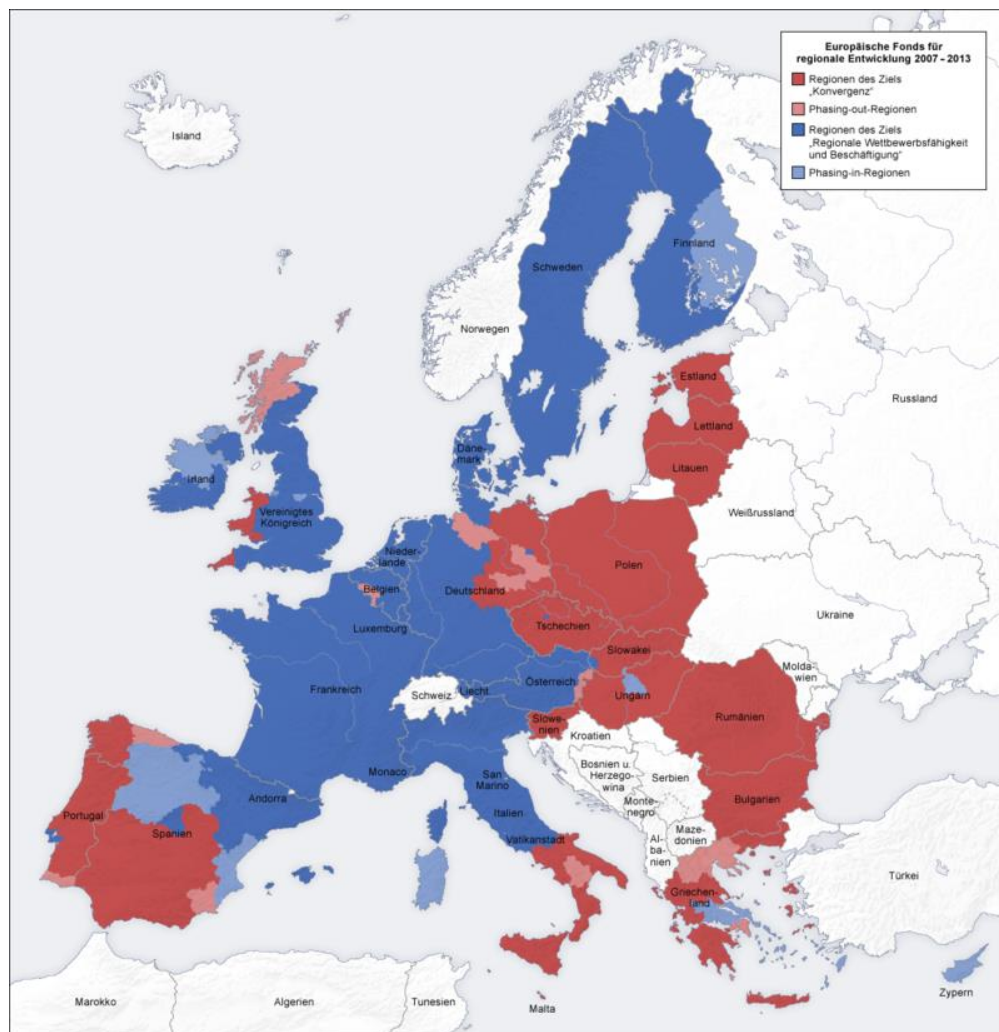 Europäische Fonds für
regionale Entwicklung 2007 - 2013
Regionen des Ziels
„Konvergenz“
Phasing-out-Regionen
Regionen des Ziels
„Regionale Wettbewerbsfähigkeit
und Beschäftigung“
Phasing-in-Regionen
Island
Finnland
Schweden
Norwegen
Estland
Russland
Lettland
Däne-
mark
Litauen
Irland
Vereinigtes
Königreich
Weißrussland
Nieder-
lande
Polen
Belgien
Deutschland
Ukraine
Luxemburg
Tschechien
Slowakei
Molda-
wien
Frankreich
Schweiz
Liecht.
Österreich
Ungarn
Slowe-
nien
Rumänien
Kroatien
Monaco
San
Marino
Bosnien u.
Herzego-
wina
Serbien
Andorra
Italien
Monte-
negro
Bulgarien
Portugal
Spanien
Vatikanstadt
Al-
ba-
nien
Maze-
donien
Griechen-
land
Türkei
Marokko
Algerien
Tunesien
Malta
Zypern